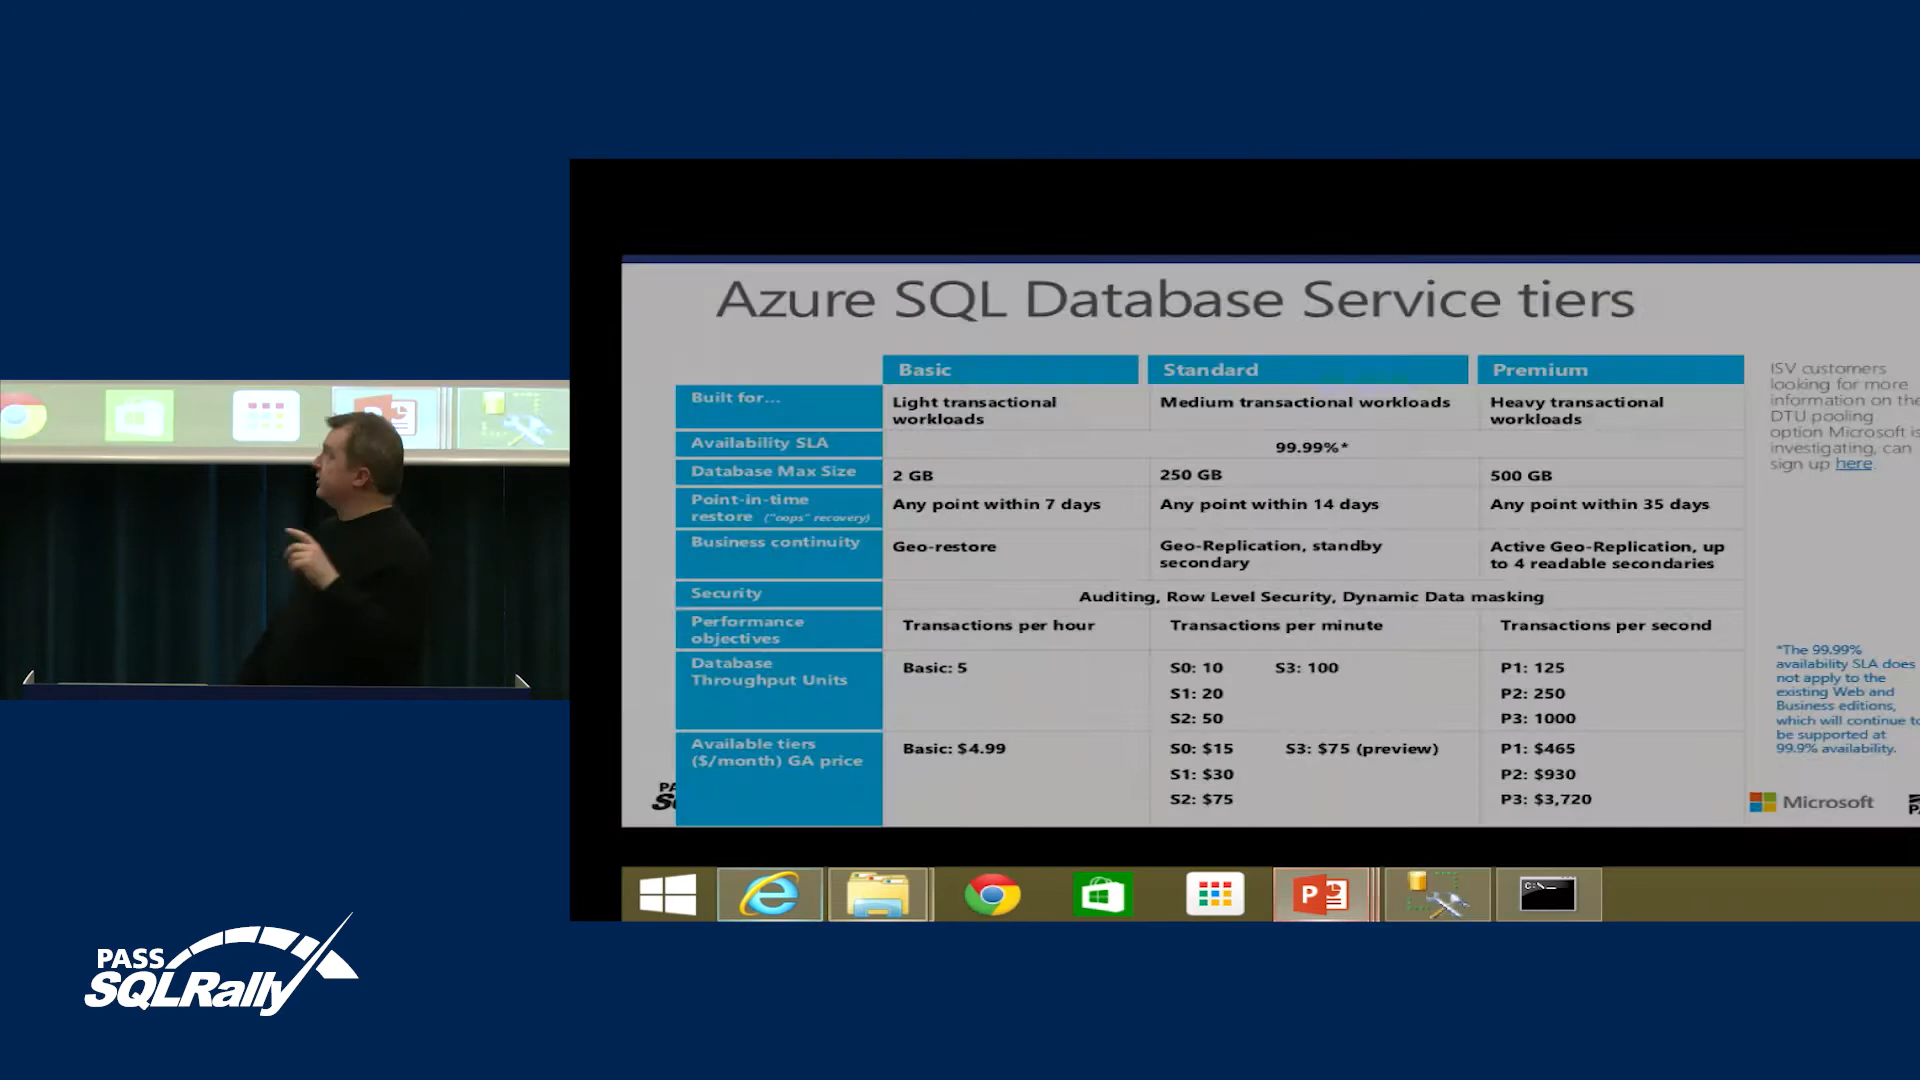 Azure SQL Database Service tiers
Basic Standard Premium
Built for...
Light transactional
workloads
Medium transactional workloads
Heavy transactional
workloads
Availability SLA
99.99%*
Database Max Size
2 GB
250 GB
500 GB
Point-in-time
restore ("oops" recovery)
Any point within 7 days
Any point within 14 days
Any point within 35 days
Business continuity
Geo-restore
Geo-Replication, standby
secondary
Active Geo-Replication, up
to 4 readable secondaries
Security
Auditing, Row Level Security, Dynamic Data masking
Performance
objectives
Transactions per hour
Transactions per minute
Transactions per second
Database
Throughput Units
Basic: 5
S0: 10 S3: 100
S1: 20
S2: 50
P1: 125
P2: 250
P3: 1000
Available tiers
($/month) GA price
Basic: $4.99
S0: $15 S3: $75 (preview)
S1: $30
S2: $75
P1: $465
P2: $930
P3: $3,720
ISV customers
looking for more
information on the
DTU pooling
option Microsoft is
investigating, can
sign up here.
*The 99.99%
availability SLA does
not apply to the
existing Web and
Business editions,
which will continue to
be supported at
99.9% availability.
Microsoft
PASS
SQLRally